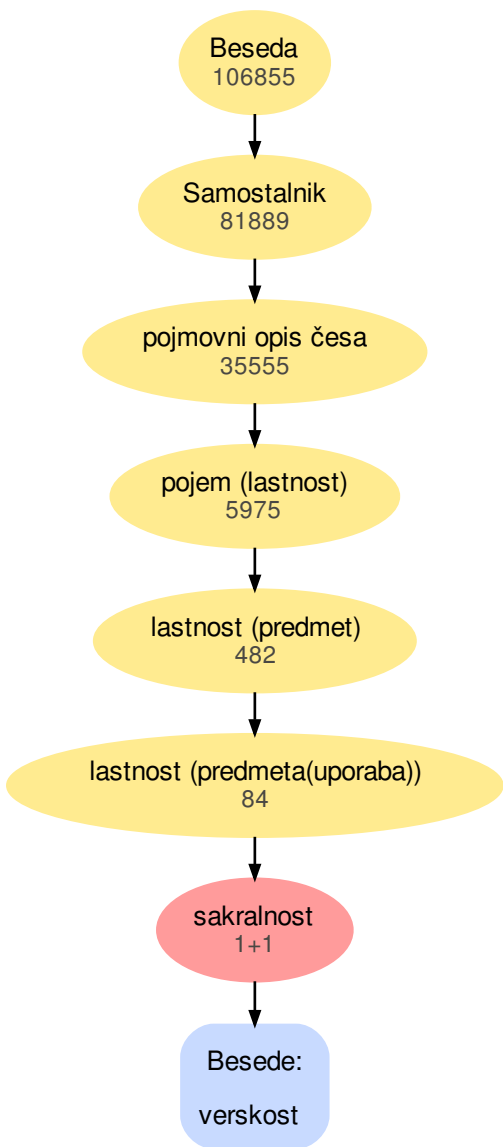 Beseda
106855
Samostalnik
81889
pojmovni opis česa
35555
pojem (lastnost)
5975
lastnost (predmet)
482
lastnost (predmeta(uporaba))
84
sakralnost
1+1
Besede:
verskost